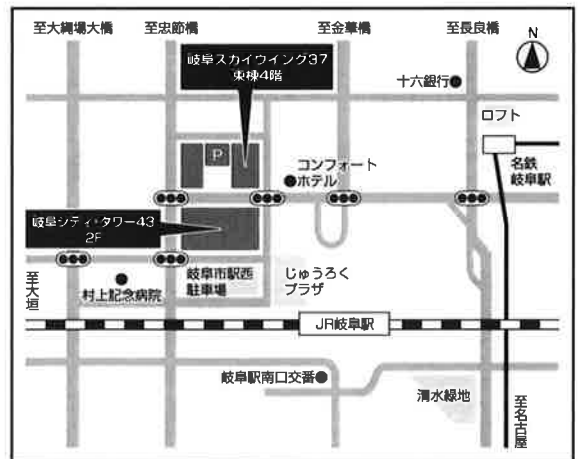 至大縄場大橋
至忠節橋
至金華橋
至長良橋
N
岐阜スカイウイング37
東棟4階
十六銀行
ロフト
P
コンフォート
ホテル
名鉄
岐阜駅
岐阜シティ・タワー43
2F
至大垣
村上記念病院
岐阜市駅西
駐車場
じゅうろく
プラザ
JR岐阜駅
岐阜駅南口交番
清水緑地
至名古屋